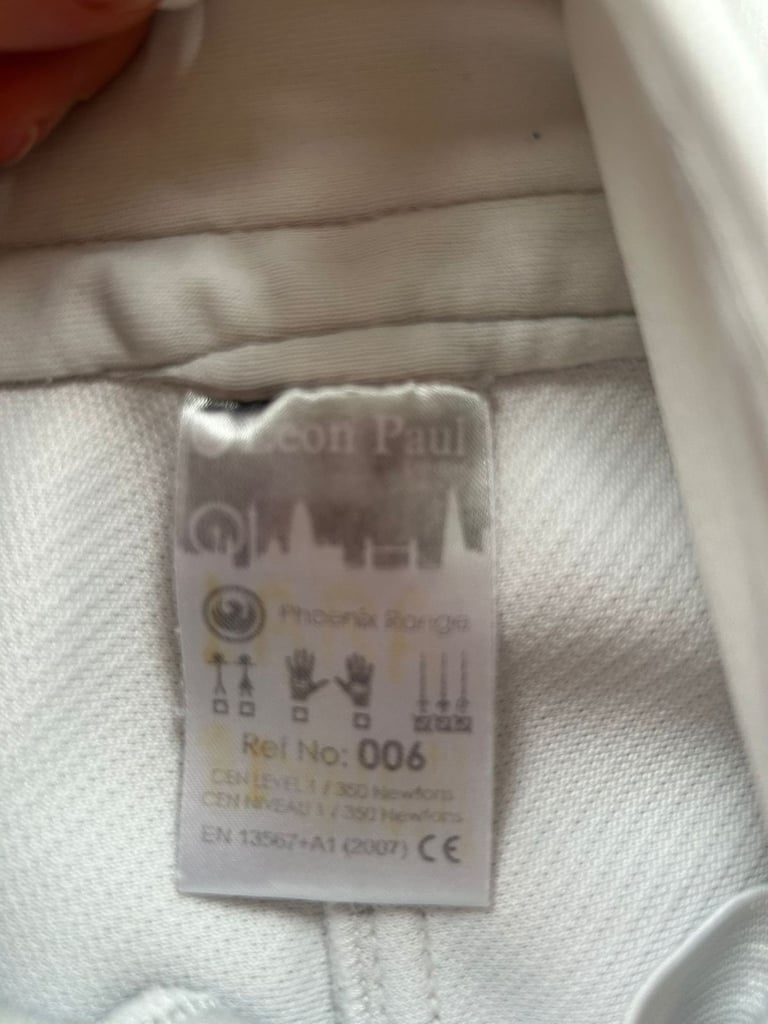 Leon Paul
Phoenix Range
Ref No: 006
CEN LEVEL 1 / 350 Newtons
CEN NIVEAU 1 / 350 Newtons
EN 13567+A1 (2007) CE